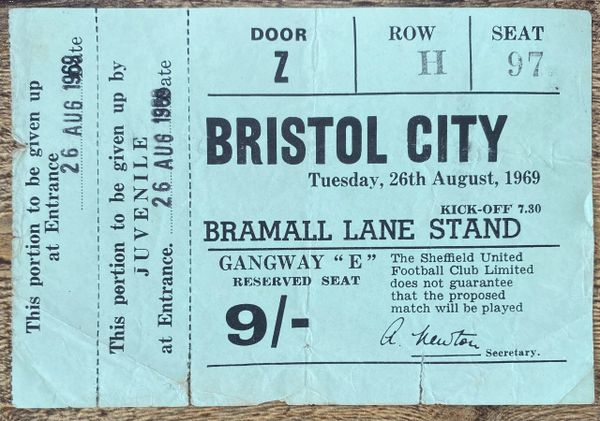 This portion to be given up
at Entrance
26 AUG 1969
Date
This portion to be given up by
JUVENILE
at Entrance.
26 AUG 1969
Date
DOOR
Z
ROW
H
SEAT
97
BRISTOL CITY
Tuesday, 26th August, 1969
KICK-OFF 7.30
BRAMALL LANE STAND
GANGWAY "E"
RESERVED SEAT
9/-
The Sheffield United
Football Club Limited
does not guarantee
that the proposed
match will be played
A. Newton
Secretary.